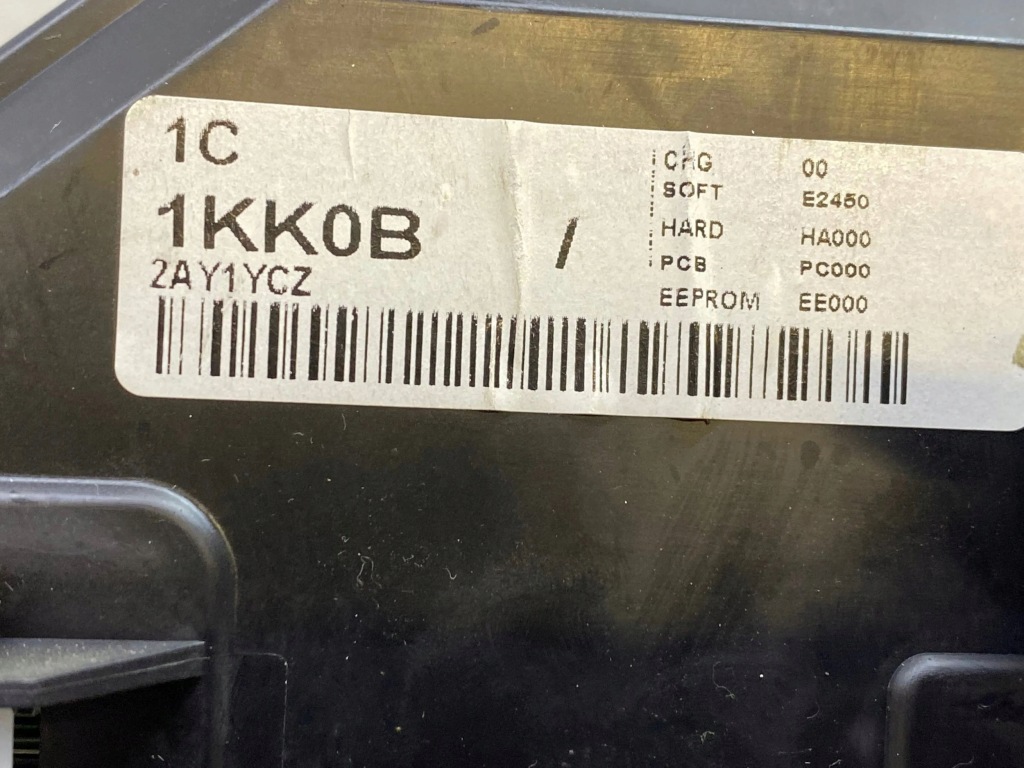 1C
1KK0B /
2AY1YCZ
CHG 00
SOFT E2450
HARD HA000
PCB PC000
EEPROM EE000